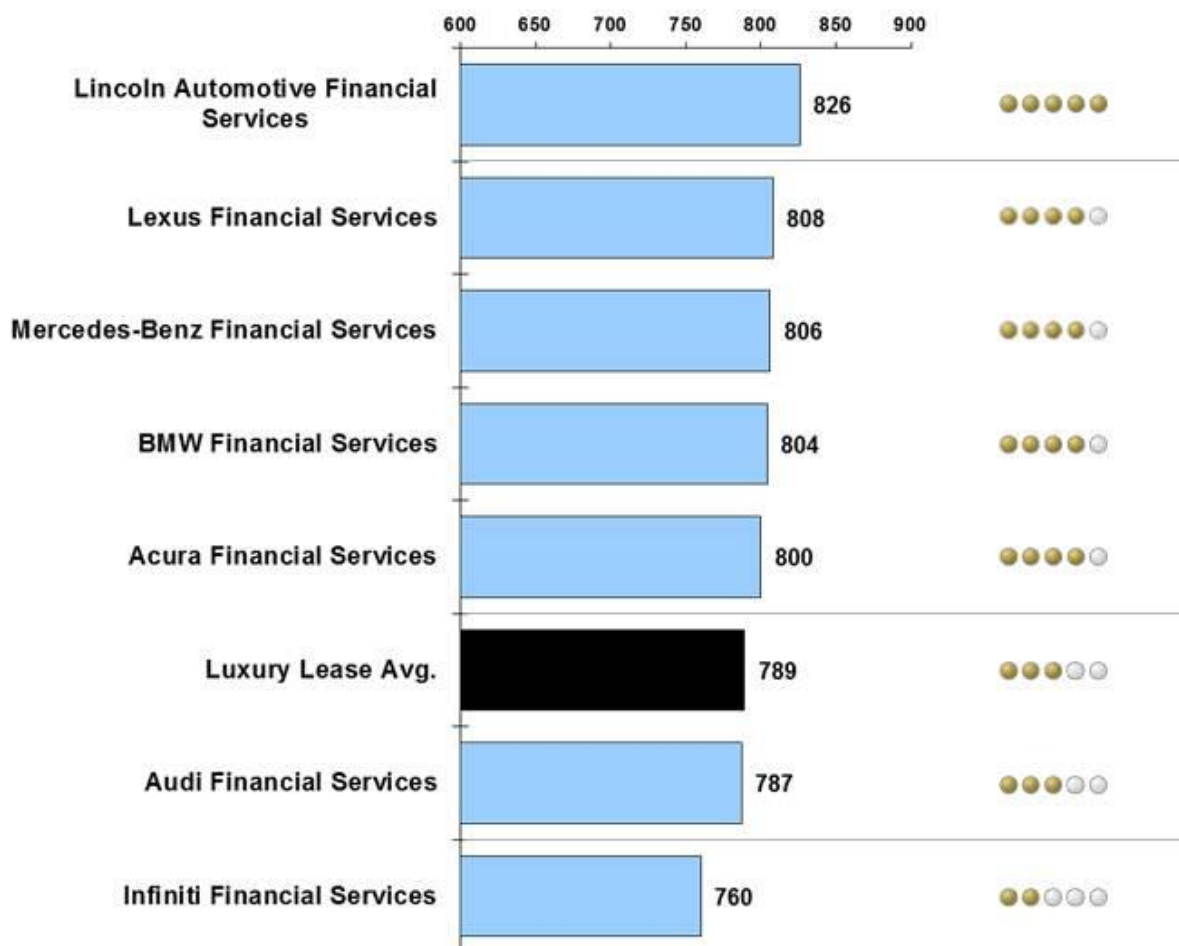 600 650 700 750 800 850 900
Lincoln Automotive Financial
Services
826
Lexus Financial Services 808
Mercedes-Benz Financial Services 806
BMW Financial Services 804
Acura Financial Services 800
Luxury Lease Avg. 789
Audi Financial Services 787
Infiniti Financial Services 760